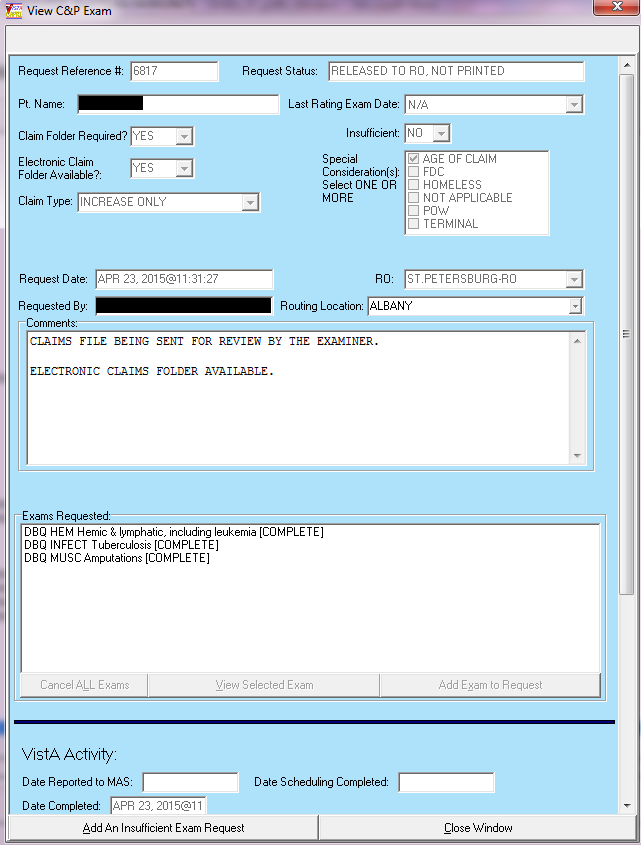 View C&P Exam
Request Reference #: 6817 Request Status: RELEASED TO RO, NOT PRINTED
Pt. Name: Last Rating Exam Date: N/A
Claim Folder Required? YES Insufficient: NO
Electronic Claim
Folder Available?: YES
Special
Consideration(s):
Select ONE OR
MORE
AGE OF CLAIM
FDC
HOMELESS
NOT APPLICABLE
POW
TERMINAL
Claim Type: INCREASE ONLY
Request Date: APR 23, 2015@11:31:27 RO: ST.PETERSBURG-RO
Requested By: Routing Location: ALBANY
Comments:
CLAIMS FILE BEING SENT FOR REVIEW BY THE EXAMINER.
ELECTRONIC CLAIMS FOLDER AVAILABLE.
Exams Requested:
DBQ HEM Hemic & lymphatic, including leukemia [COMPLETE]
DBQ INFECT Tuberculosis [COMPLETE]
DBQ MUSC Amputations [COMPLETE]
Cancel ALL Exams View Selected Exam Add Exam to Request
VistA Activity:
Date Reported to MAS: Date Scheduling Completed:
Date Completed: APR 23, 2015@11
Add An Insufficient Exam Request Close Window